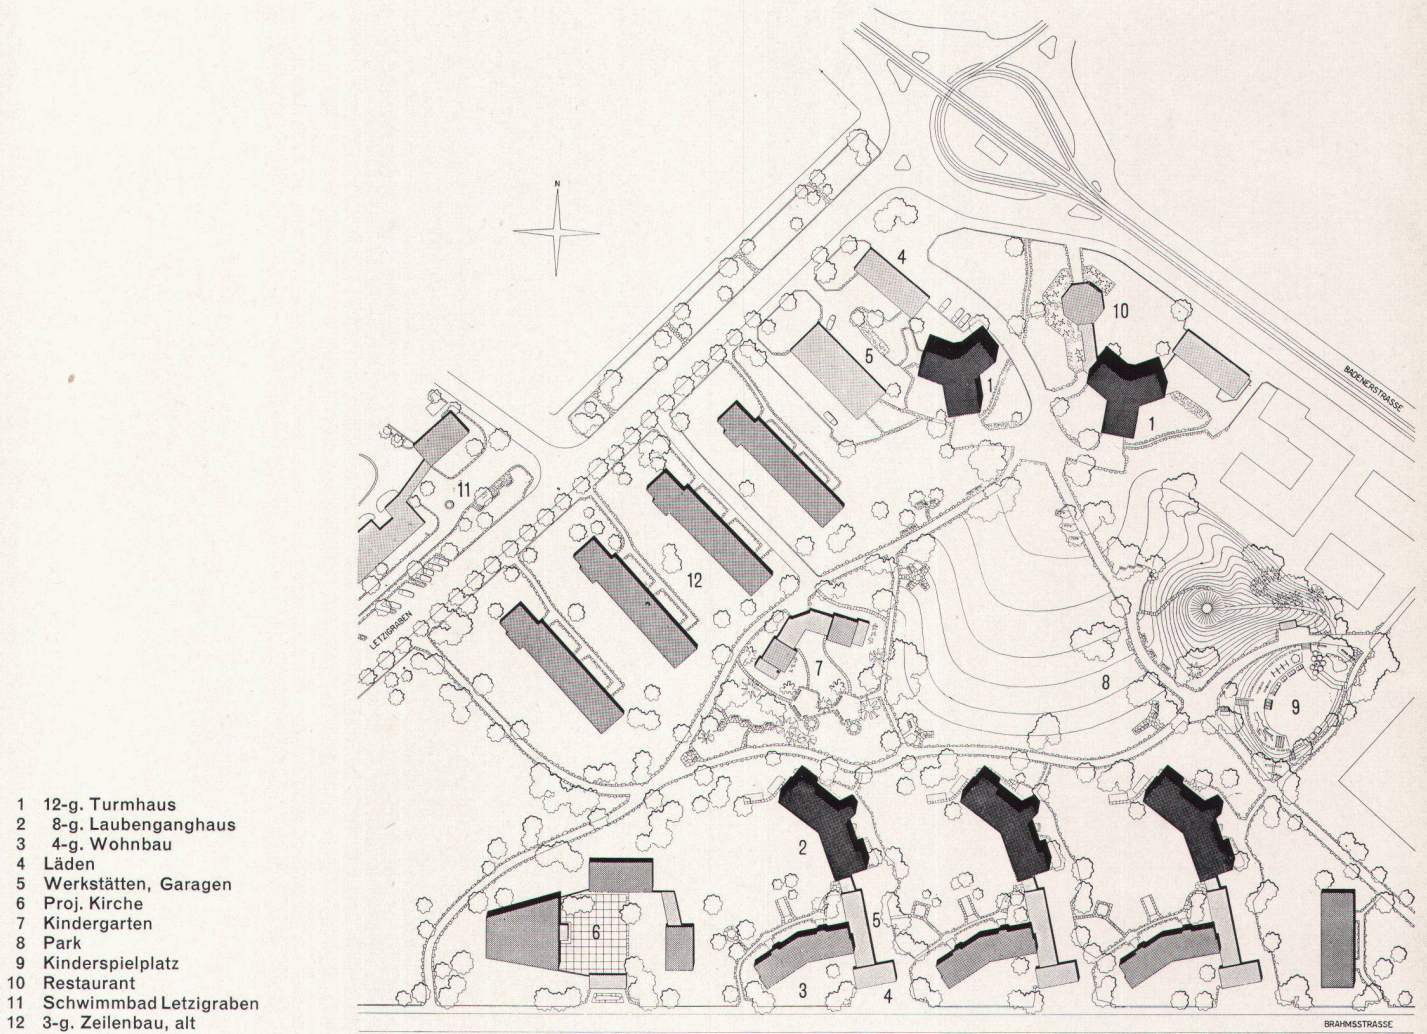 N
4
10
5
1
1
BADENERSTRASSE
11
12
LETZIGRABEN
7
8
9
2
5
6
3
4
BRAHMSSTRASSE
1 12-g. Turmhaus
2 8-g. Laubenganghaus
3 4-g. Wohnbau
4 Läden
5 Werkstätten, Garagen
6 Proj. Kirche
7 Kindergarten
8 Park
9 Kinderspielplatz
10 Restaurant
11 Schwimmbad Letzigraben
12 3-g. Zeilenbau, alt